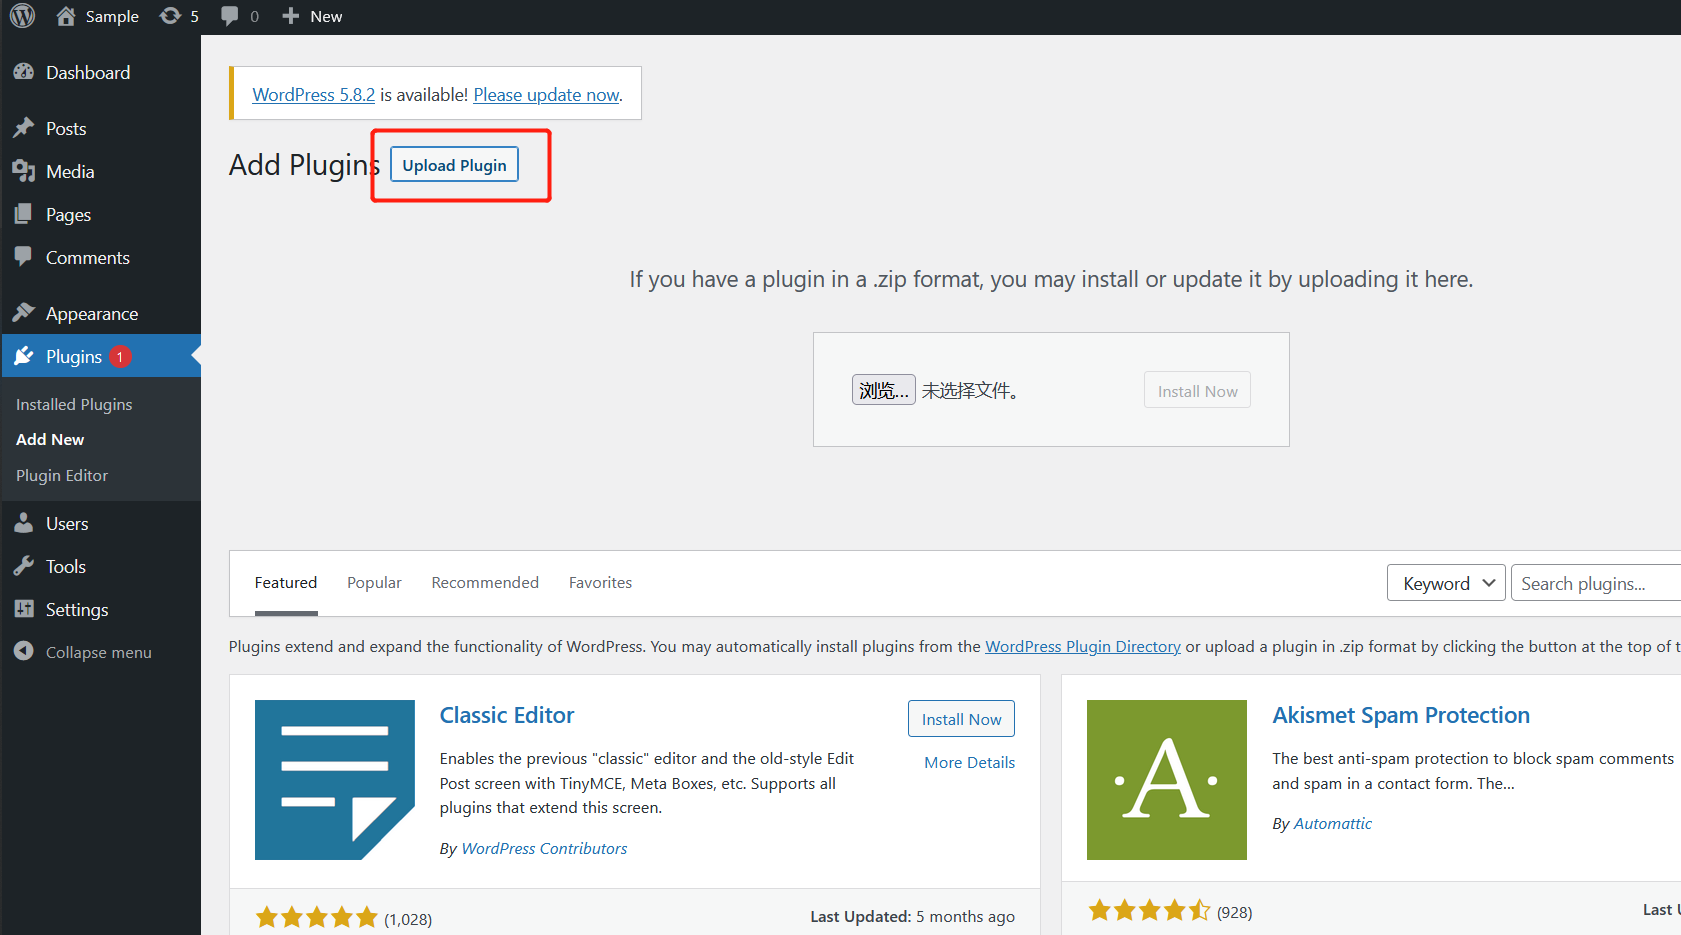 Sample 5 0 New
Dashboard
Posts
Media
Pages
Comments
Appearance
Plugins 1
Installed Plugins
Add New
Plugin Editor
Users
Tools
Settings
Collapse menu
WordPress 5.8.2 is available! Please update now.
Add Plugins Upload Plugin
If you have a plugin in a .zip format, you may install or update it by uploading it here.
浏览... 未选择文件。 Install Now
Featured Popular Recommended Favorites Keyword Search plugins...
Plugins extend and expand the functionality of WordPress. You may automatically install plugins from the WordPress Plugin Directory or upload a plugin in .zip format by clicking the button at the top of t
Classic Editor
Install Now
More Details
Enables the previous "classic" editor and the old-style Edit
Post screen with TinyMCE, Meta Boxes, etc. Supports all
plugins that extend this screen.
By WordPress Contributors
(1,028)
Last Updated: 5 months ago
·A·
Akismet Spam Protection
The best anti-spam protection to block spam comments
and spam in a contact form. The...
By Automattic
(928)
Last U